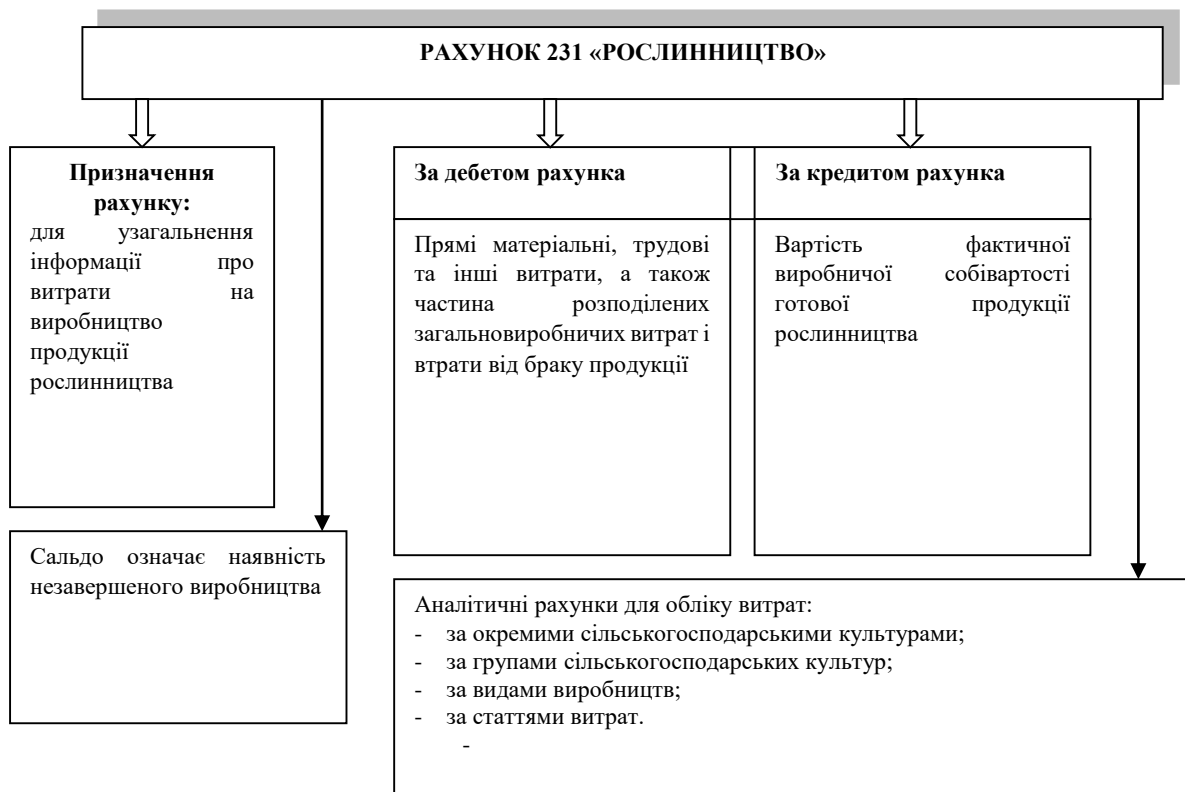 РАХУНОК 231 «РОСЛИННИЦТВО»
Призначення
рахунку:
для узагальнення
інформації про
витрати на
виробництво
продукції
рослинництва
За дебетом рахунка
Прямі матеріальні, трудові
та інші витрати, а також
частина розподілених
загальновиробничих витрат і
втрати від браку продукції
За кредитом рахунка
Вартість фактичної
виробничої собівартості
готової продукції
рослинництва
Сальдо означає наявність
незавершеного виробництва
Аналітичні рахунки для обліку витрат:
- за окремими сільськогосподарськими культурами;
- за групами сільськогосподарських культур;
- за видами виробництв;
- за статтями витрат.
-